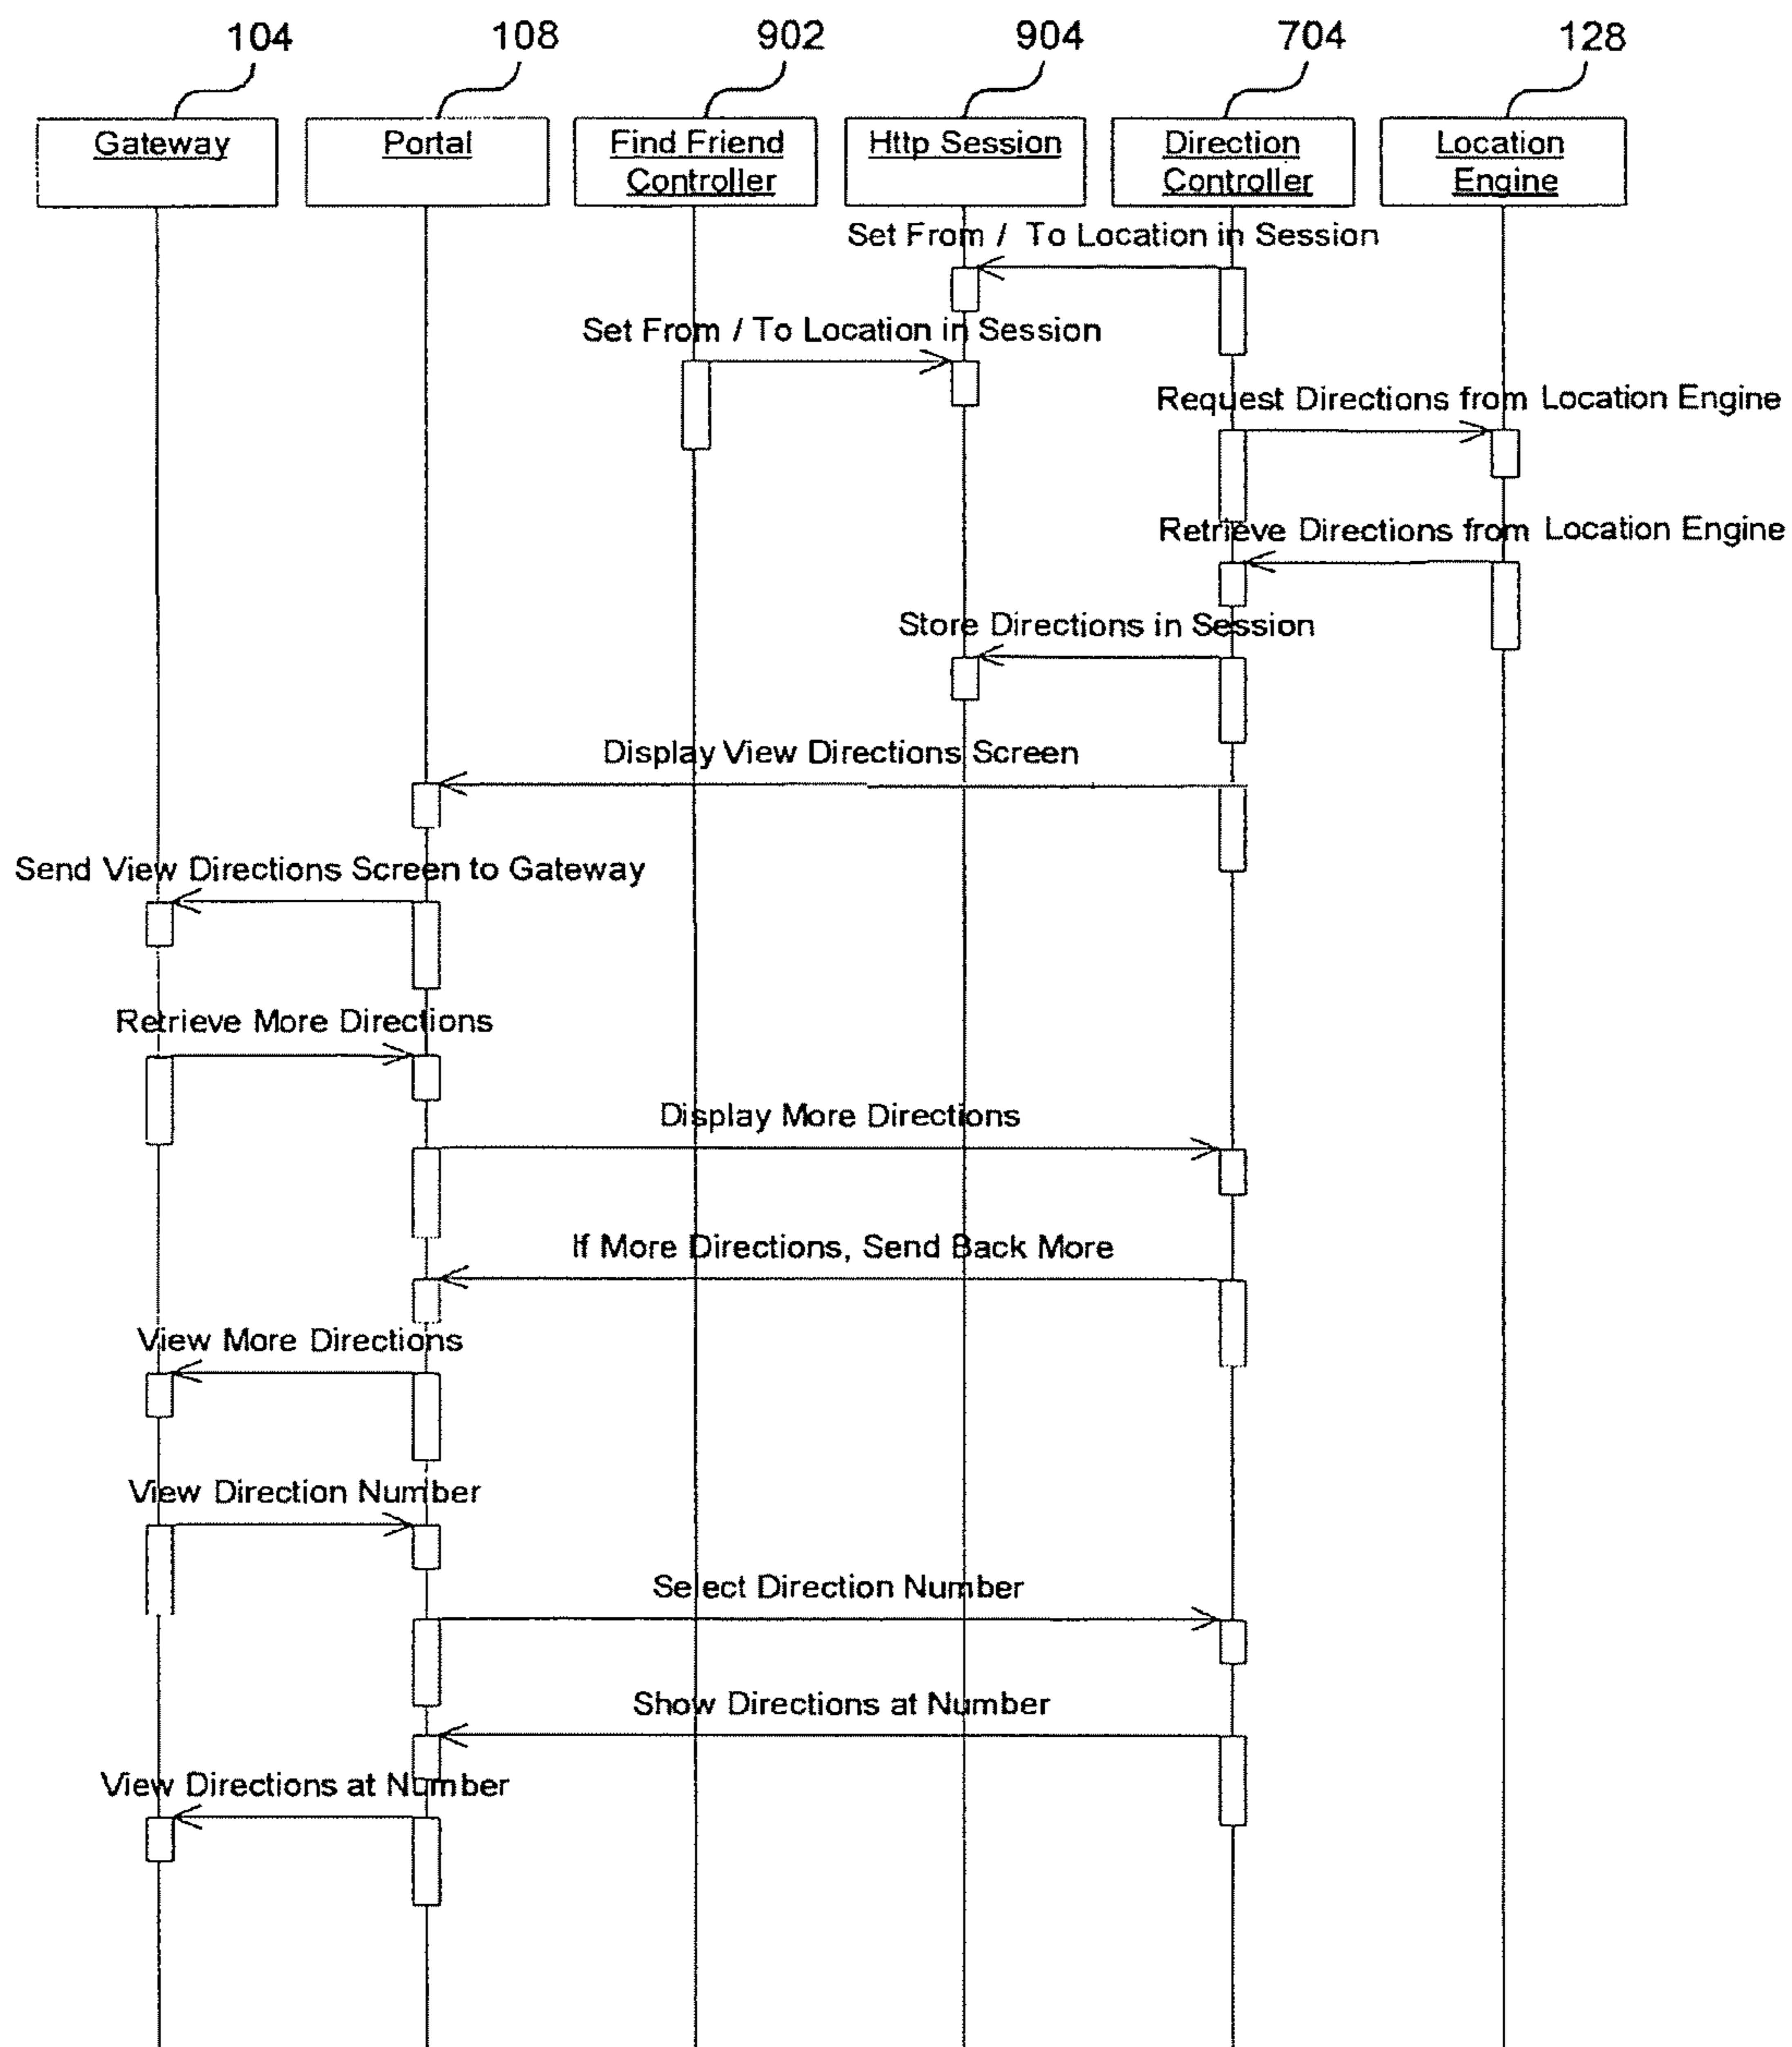 104 108 902 904 704 128
Gateway Portal Find Friend Http Session Direction Location
Controller Controller Engine
Set From / To Location in Session
Set From / To Location in Session
Request Directions from Location Engine
Retrieve Directions from Location Engine
Store Directions in Session
Display View Directions Screen
Send View Directions Screen to Gateway
Retrieve More Directions
Display More Directions
If More Directions, Send Back More
View More Directions
View Direction Number
Select Direction Number
Show Directions at Number
View Directions at Number